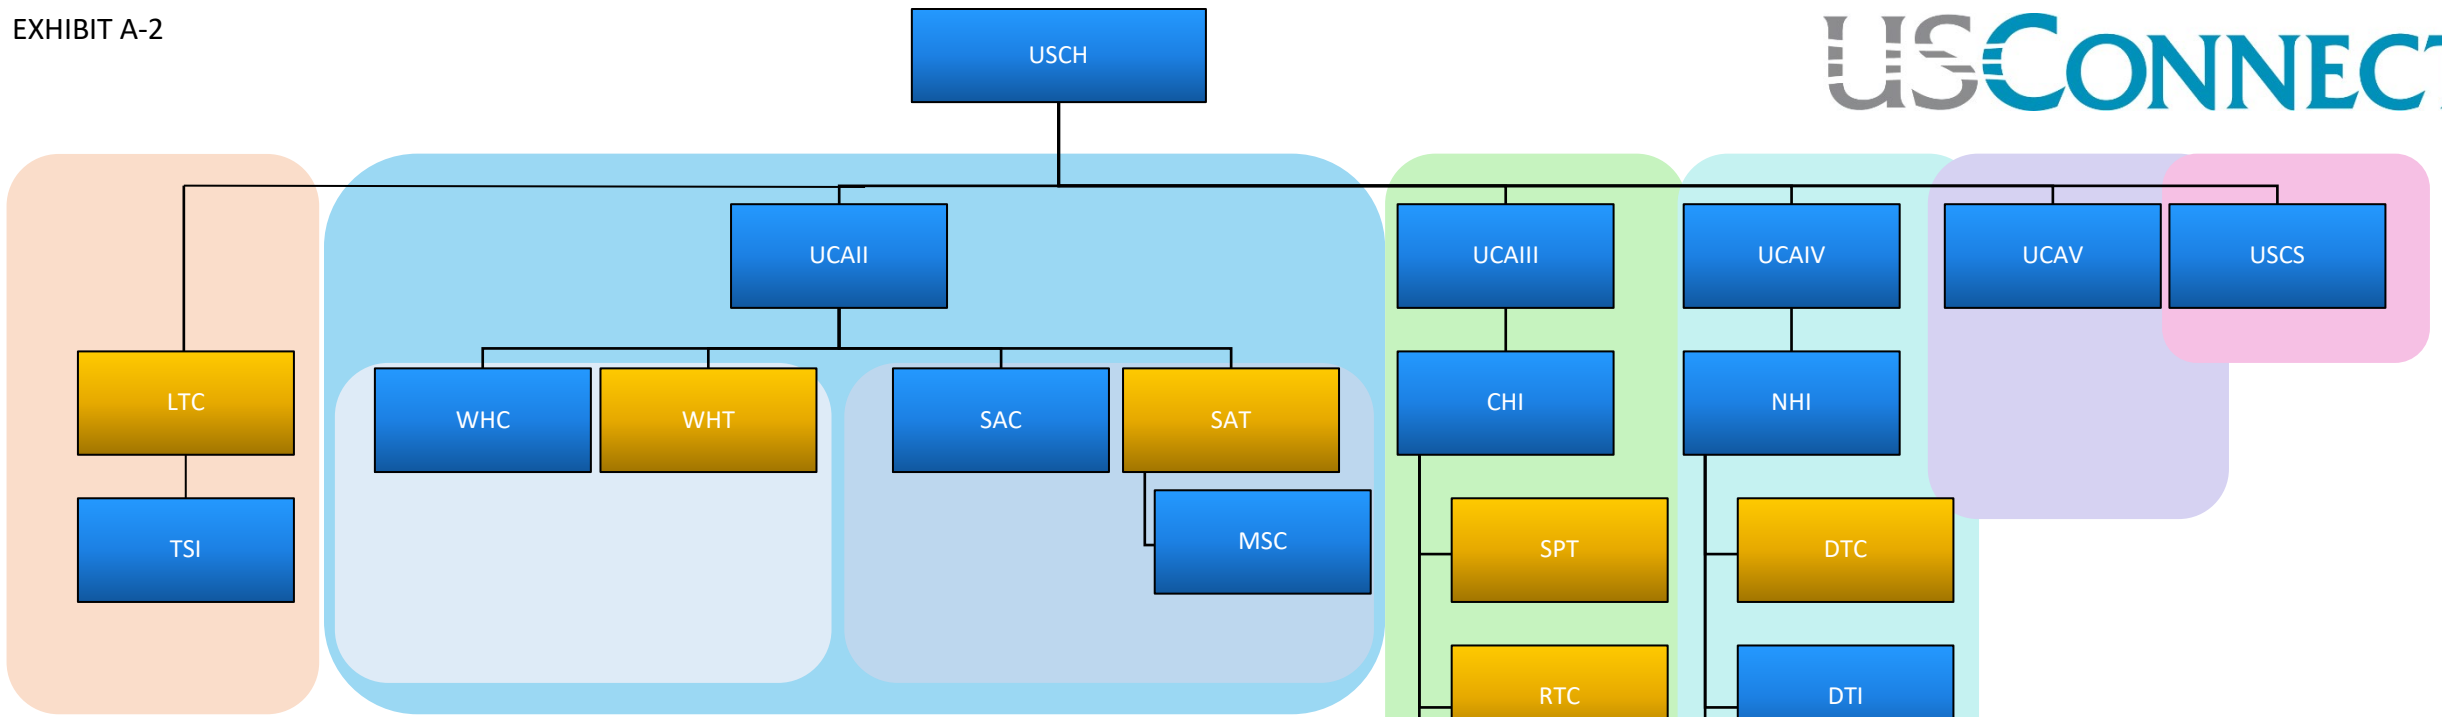 EXHIBIT A-2
USCH
USCONNECT
UCAII
UCAIII
UCAIV
UCAV
USCS
LTC
WHC
WHT
SAC
SAT
CHI
NHI
TSI
MSC
SPT
DTC
RTC
DTI